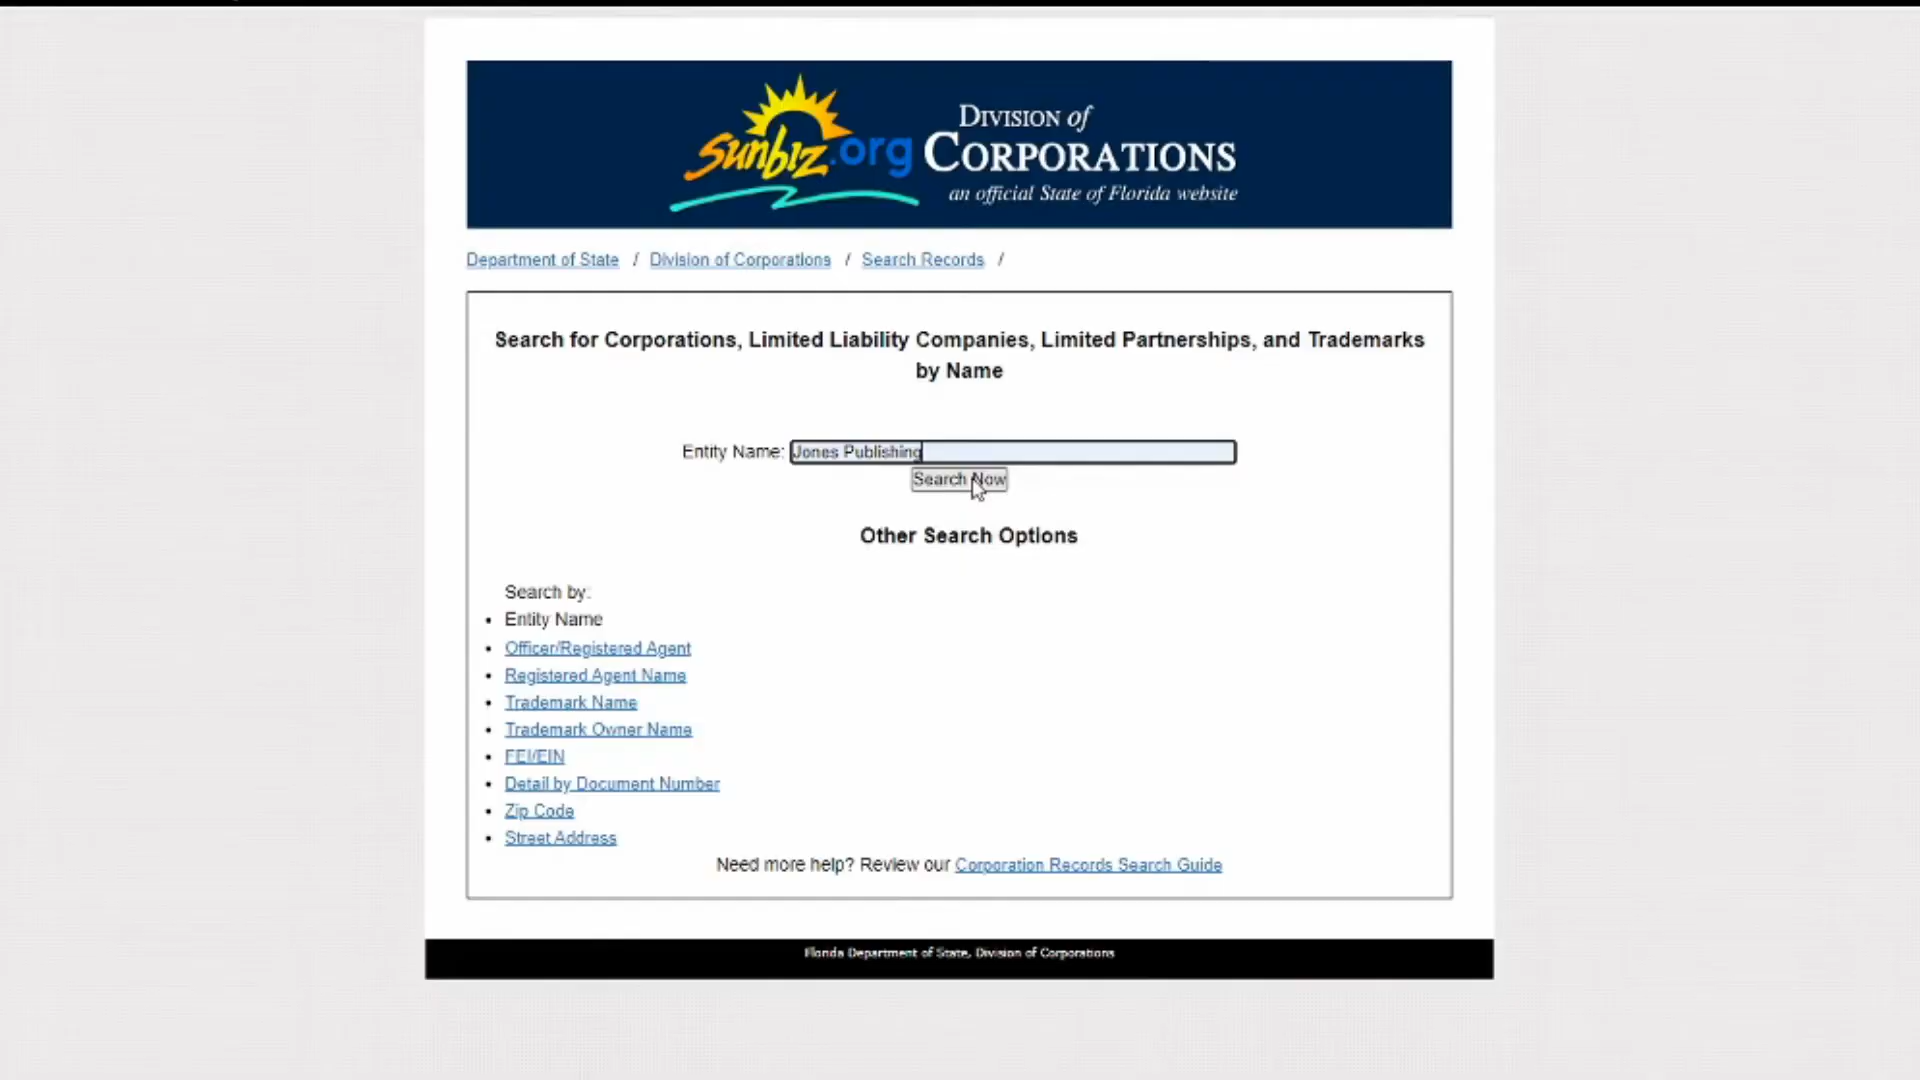 sunbiz.org
DIVISION of
CORPORATIONS
an official State of Florida website
Department of State / Division of Corporations / Search Records /
Search for Corporations, Limited Liability Companies, Limited Partnerships, and Trademarks
by Name
Entity Name: Jones Publishing
Search Now
Other Search Options
Search by:
• Entity Name
• Officer/Registered Agent
• Registered Agent Name
• Trademark Name
• Trademark Owner Name
• FEI/EIN
• Detail by Document Number
• Zip Code
• Street Address
Need more help? Review our Corporation Records Search Guide
Florida Department of State, Division of Corporations